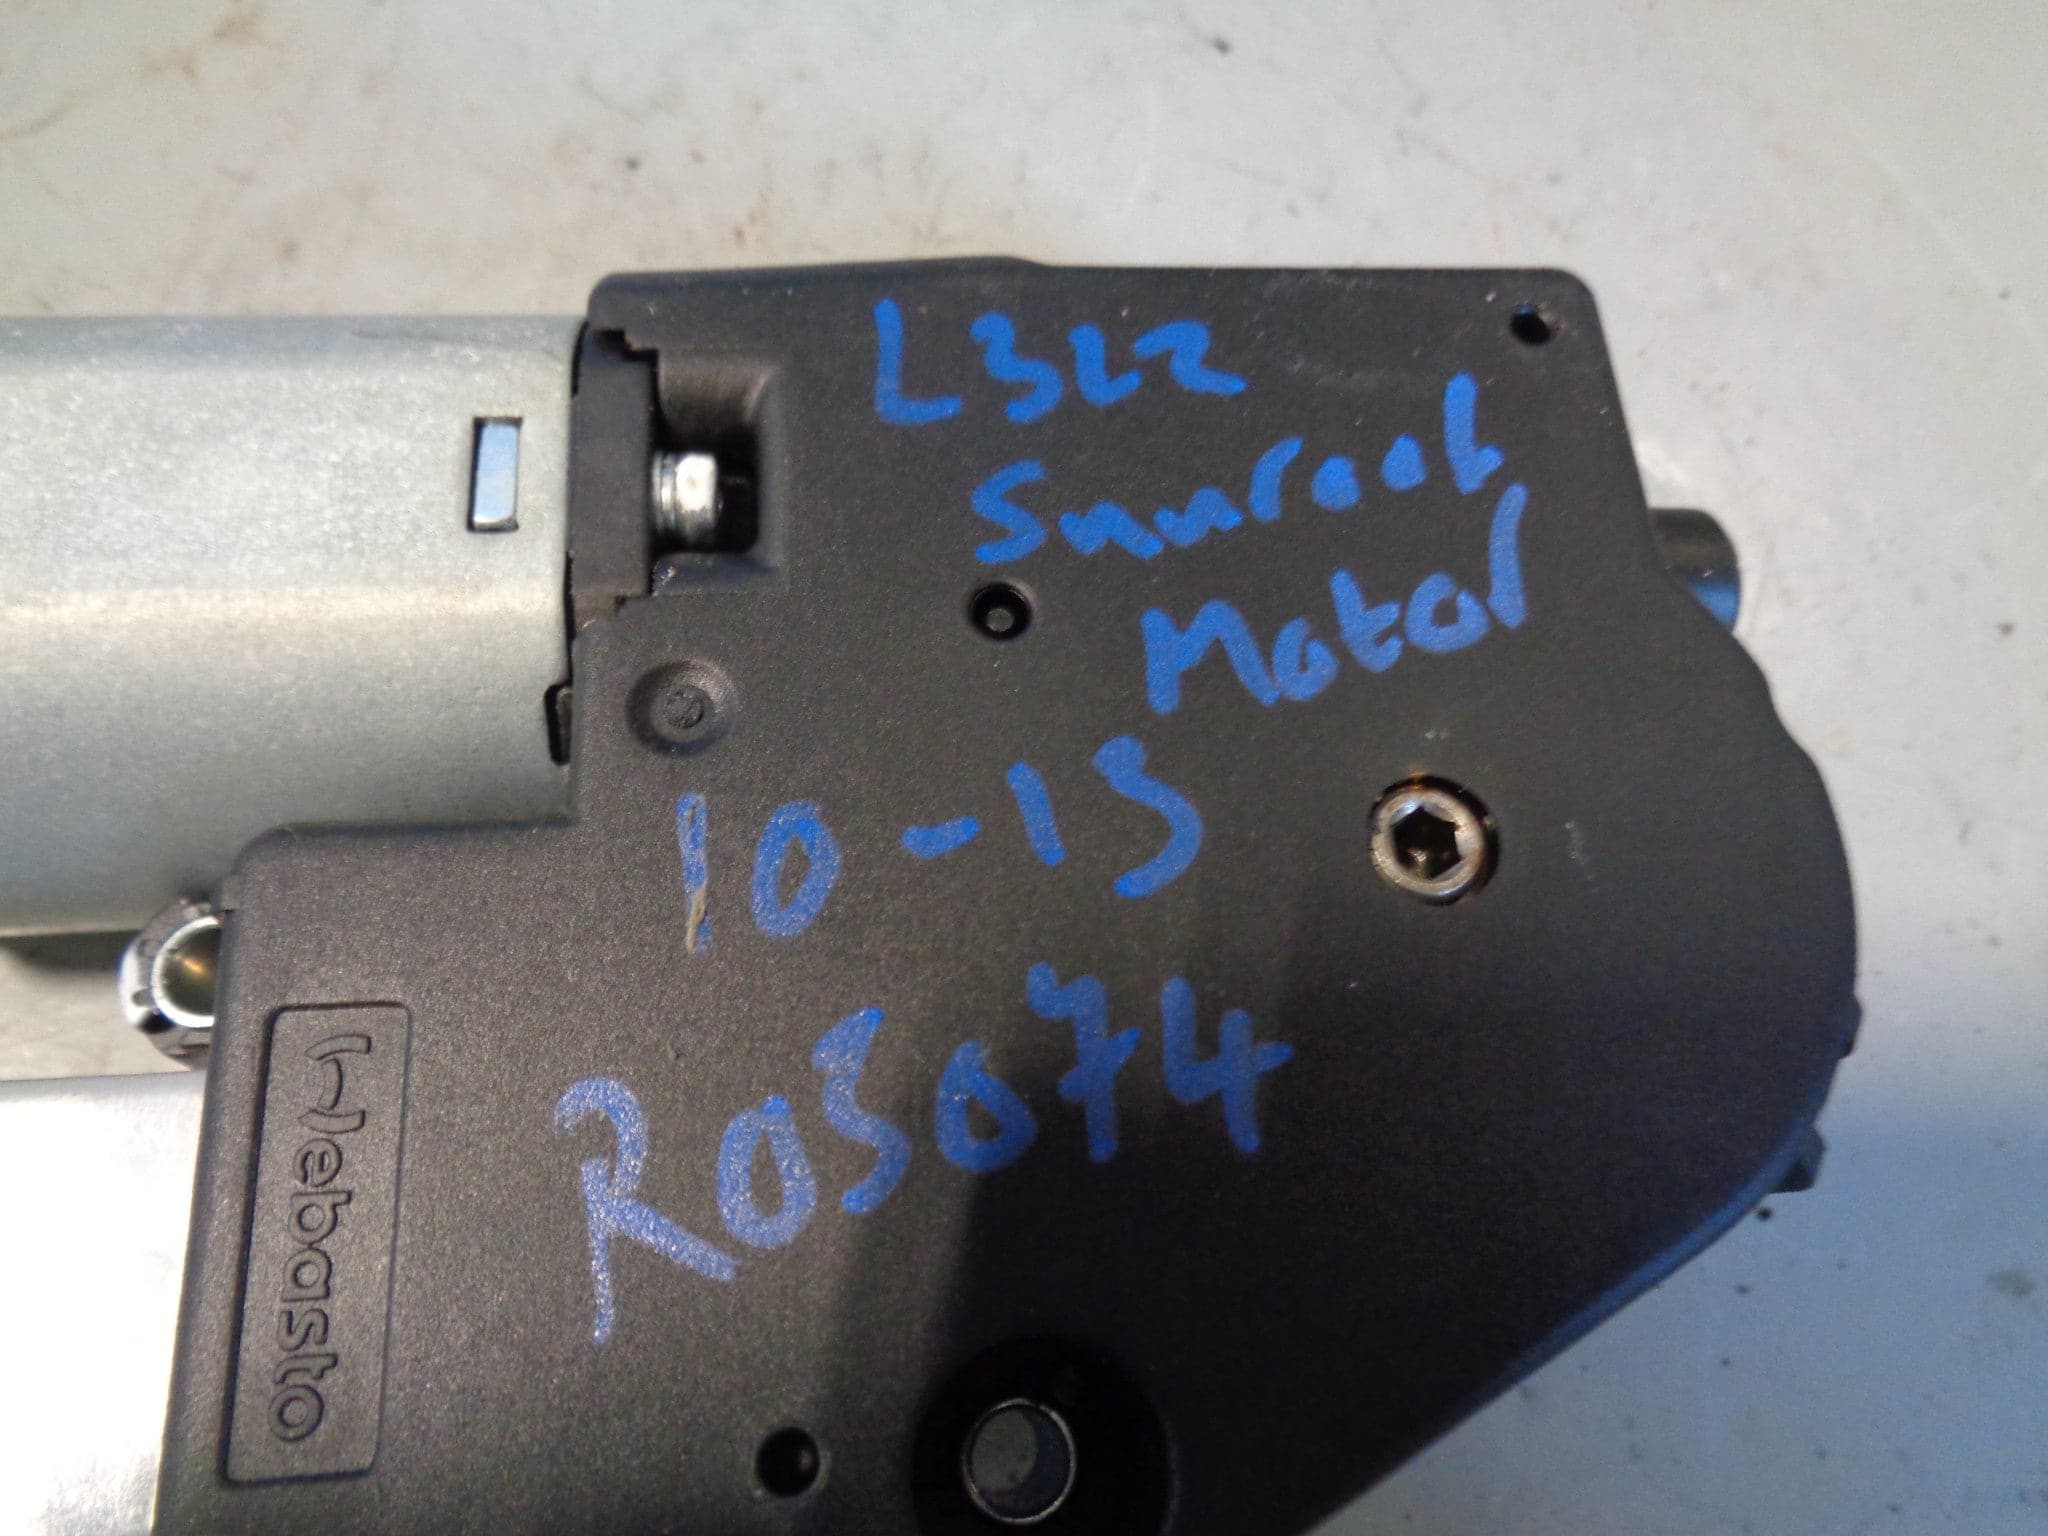 L322
Sunroof
Motor
10-13
R03074
Webasto